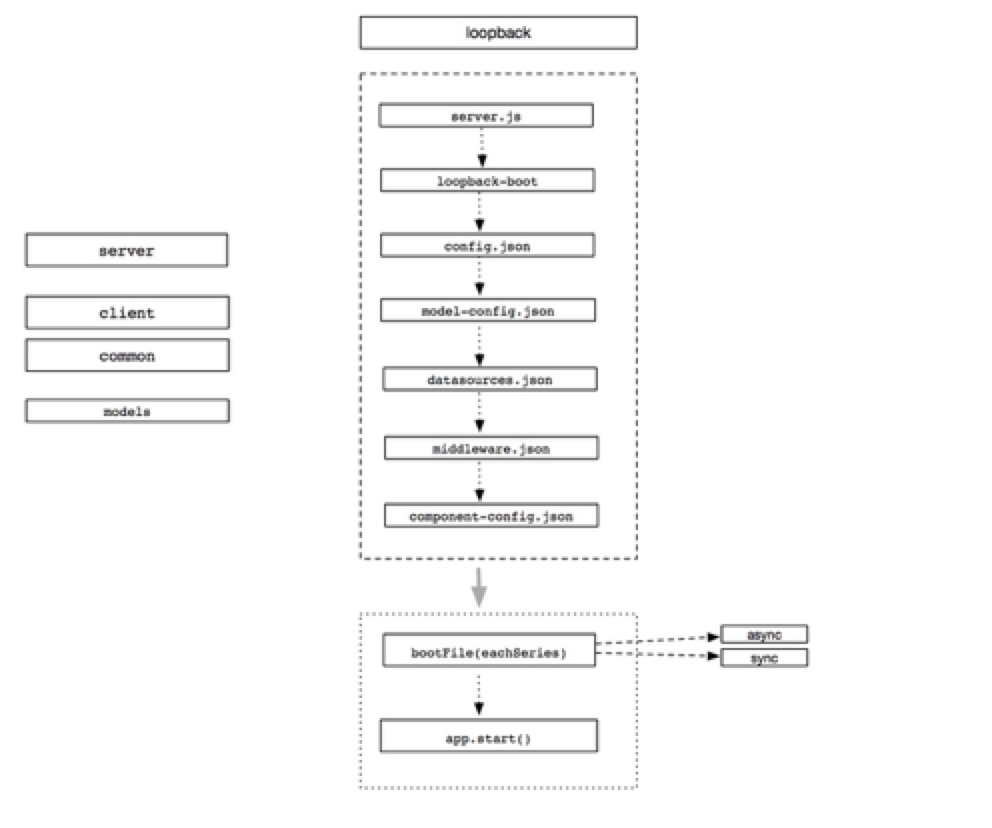 loopback
server.js
loopback-boot
config.json
model-config.json
datasources.json
middleware.json
component-config.json
server
client
common
models
bootFile(eachSeries)
async
sync
app.start()